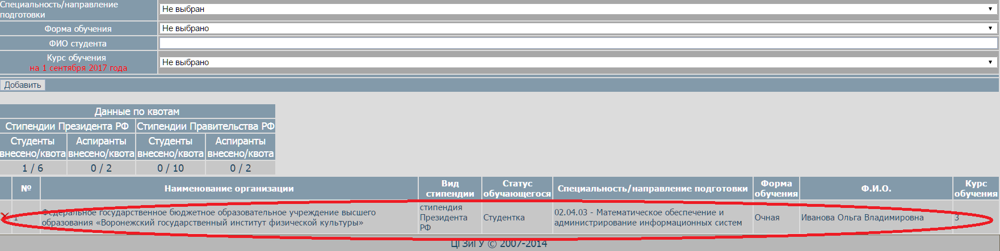 Специальность/направление
подготовки
Не выбран
Форма обучения
Не выбрано
ФИО студента
Курс обучения
на 1 сентября 2017 года
Не выбрано
Добавить
Данные по квотам
Стипендии Президента РФ Стипендии Правительства РФ
Студенты Аспиранты Студенты Аспиранты
внесено/квота внесено/квота внесено/квота внесено/квота
1 / 6 0 / 2 0 / 10 0 / 2
№ Наименование организации Вид стипендии Статус обучающегося Специальность/направление подготовки Форма обучения Ф.И.О. Курс обучения
1
Федеральное государственное бюджетное образовательное учреждение высшего
образования «Воронежский государственный институт физической культуры»
стипендия
Президента
РФ
Студентка
02.04.03 - Математическое обеспечение и
администрирование информационных систем
Очная
Иванова Ольга Владимировна
3
ЦГЗиГУ © 2007-2014